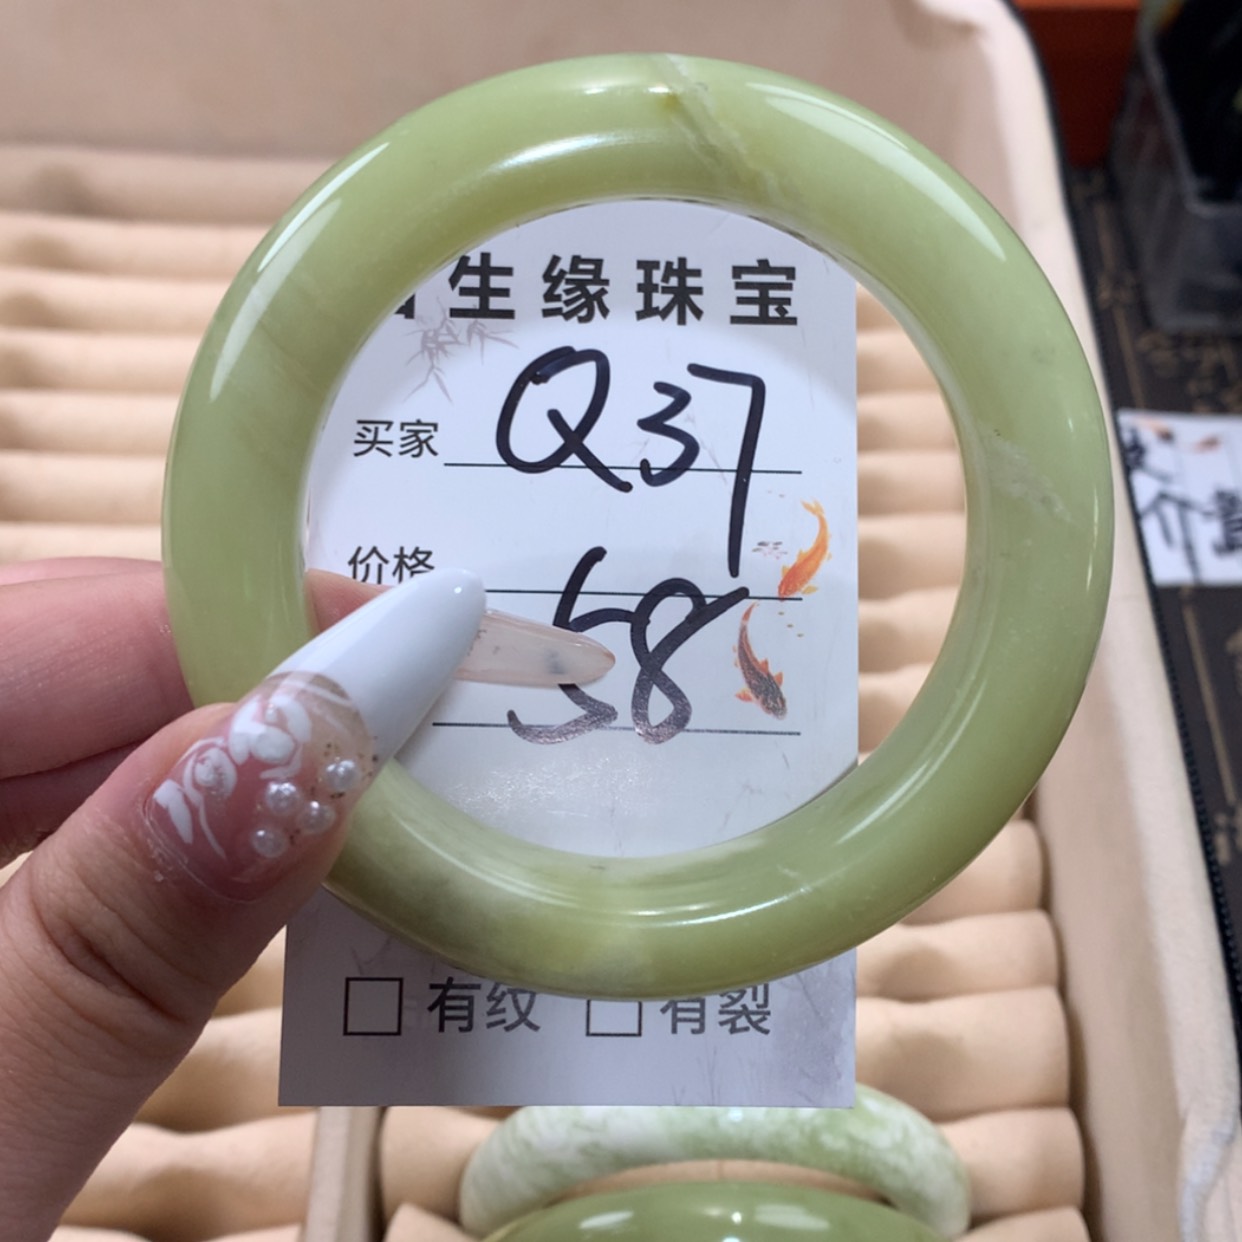 生缘珠宝
买家 Q37
价格 58
有纹 有裂